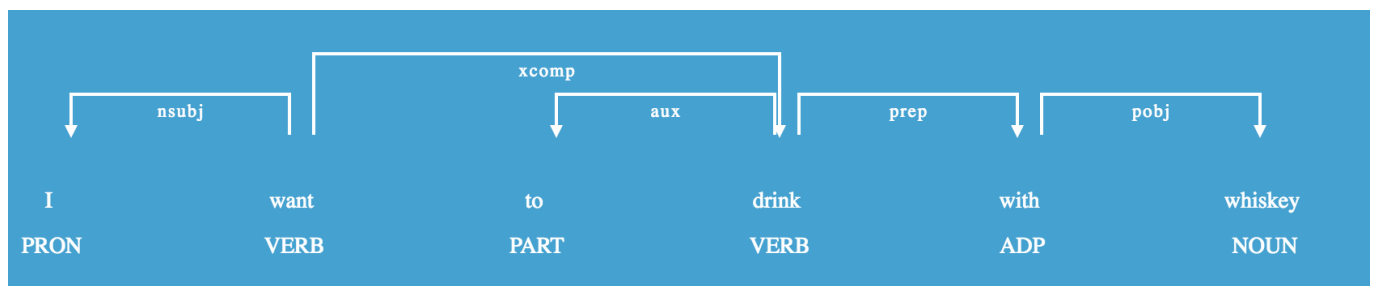 xcomp
nsubj aux prep pobj
I want to drink with whiskey
PRON VERB PART VERB ADP NOUN